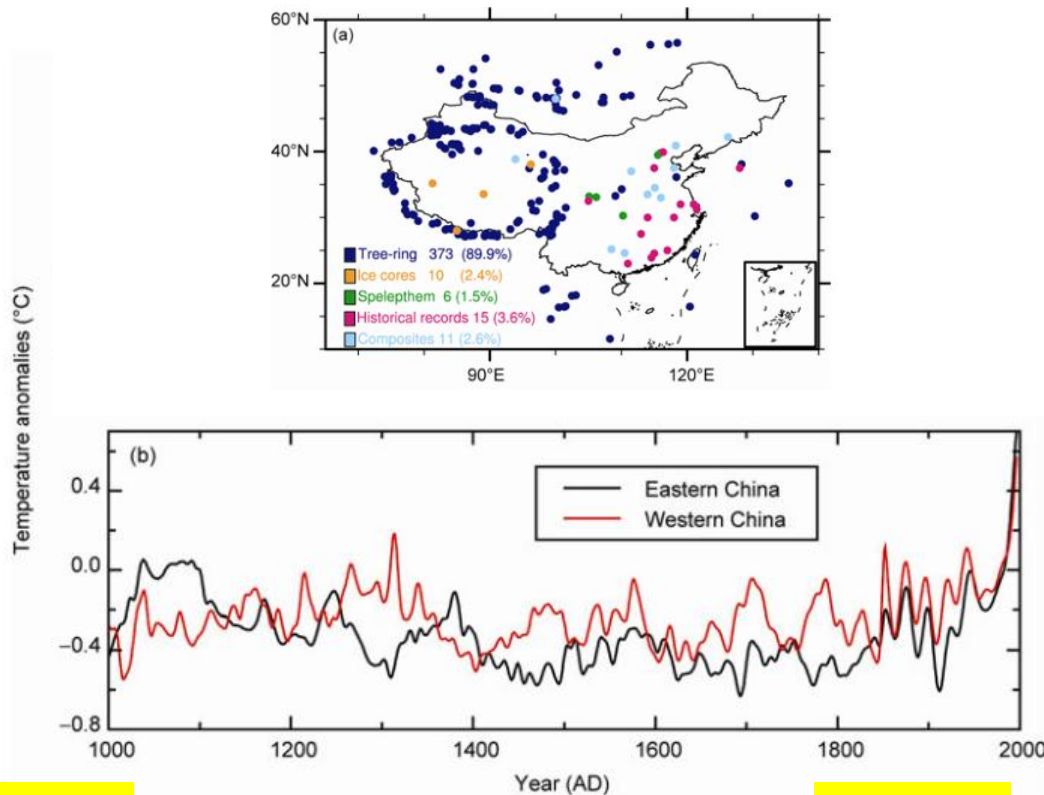 60°N
(a)
40°N
20°N
Tree-ring 373 (89.9%)
Ice cores 10 (2.4%)
Spelepthem 6 (1.5%)
Historical records 15 (3.6%)
Composites 11 (2.6%)
90°E 120°E
Temperature anomalies (°C)
(b)
Eastern China
Western China
0.4
0.0
−0.4
−0.8
1000 1200 1400 1600 1800 2000
Year (AD)